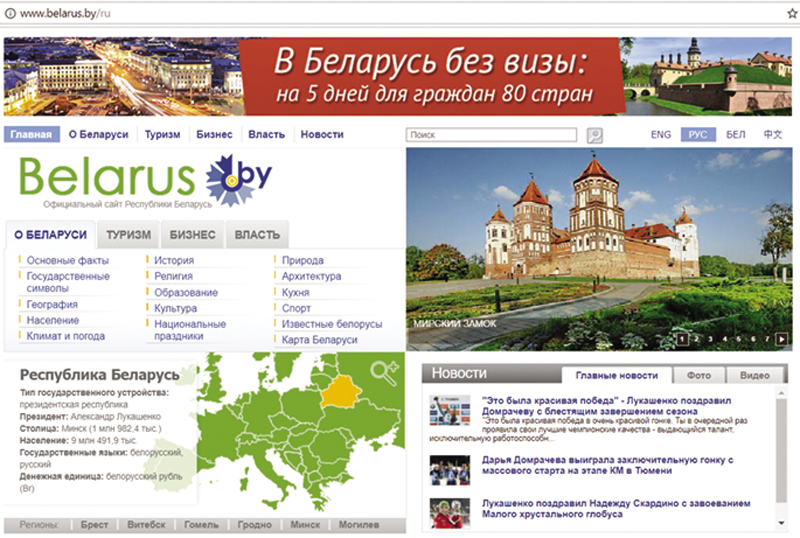 www.belarus.by/ru
В Беларусь без визы:
на 5 дней для граждан 80 стран
Главная О Беларуси Туризм Бизнес Власть Новости Поиск ENG РУС БЕЛ 中文
Belarus by
Официальный сайт Республики Беларусь
О БЕЛАРУСИ ТУРИЗМ БИЗНЕС ВЛАСТЬ
Основные факты
Государственные
символы
География
Население
Климат и погода
История
Религия
Образование
Культура
Национальные
праздники
Природа
Архитектура
Кухня
Спорт
Известные белорусы
Карта Беларуси
МИРСКИЙ ЗАМОК
1 2 3 4 5 6 7
Республика Беларусь
Тип государственного устройства:
президентская республика
Президент: Александр Лукашенко
Столица: Минск (1 982,4 тыс.)
Население: 9 млн 491,9 тыс.
Государственные языки: белорусский,
русский
Денежная единица: белорусский рубль
(Br)
Регионы: Брест Витебск Гомель Гродно Минск Могилев
Новости Главные новости Фото Видео
"Это была красивая победа" - Лукашенко поздравил
Домрачеву с блестящим завершением сезона
"Это была красивая победа в очень красивой гонке. Ты в очередной раз
проявила свои лучшие чемпионские качества - выдающийся талант,
исключительную работоспособн...
Дарья Домрачева выиграла заключительную гонку с
массового старта на этапе КМ в Тюмени
Лукашенко поздравил Надежду Скардино с завоеванием
Малого хрустального глобуса